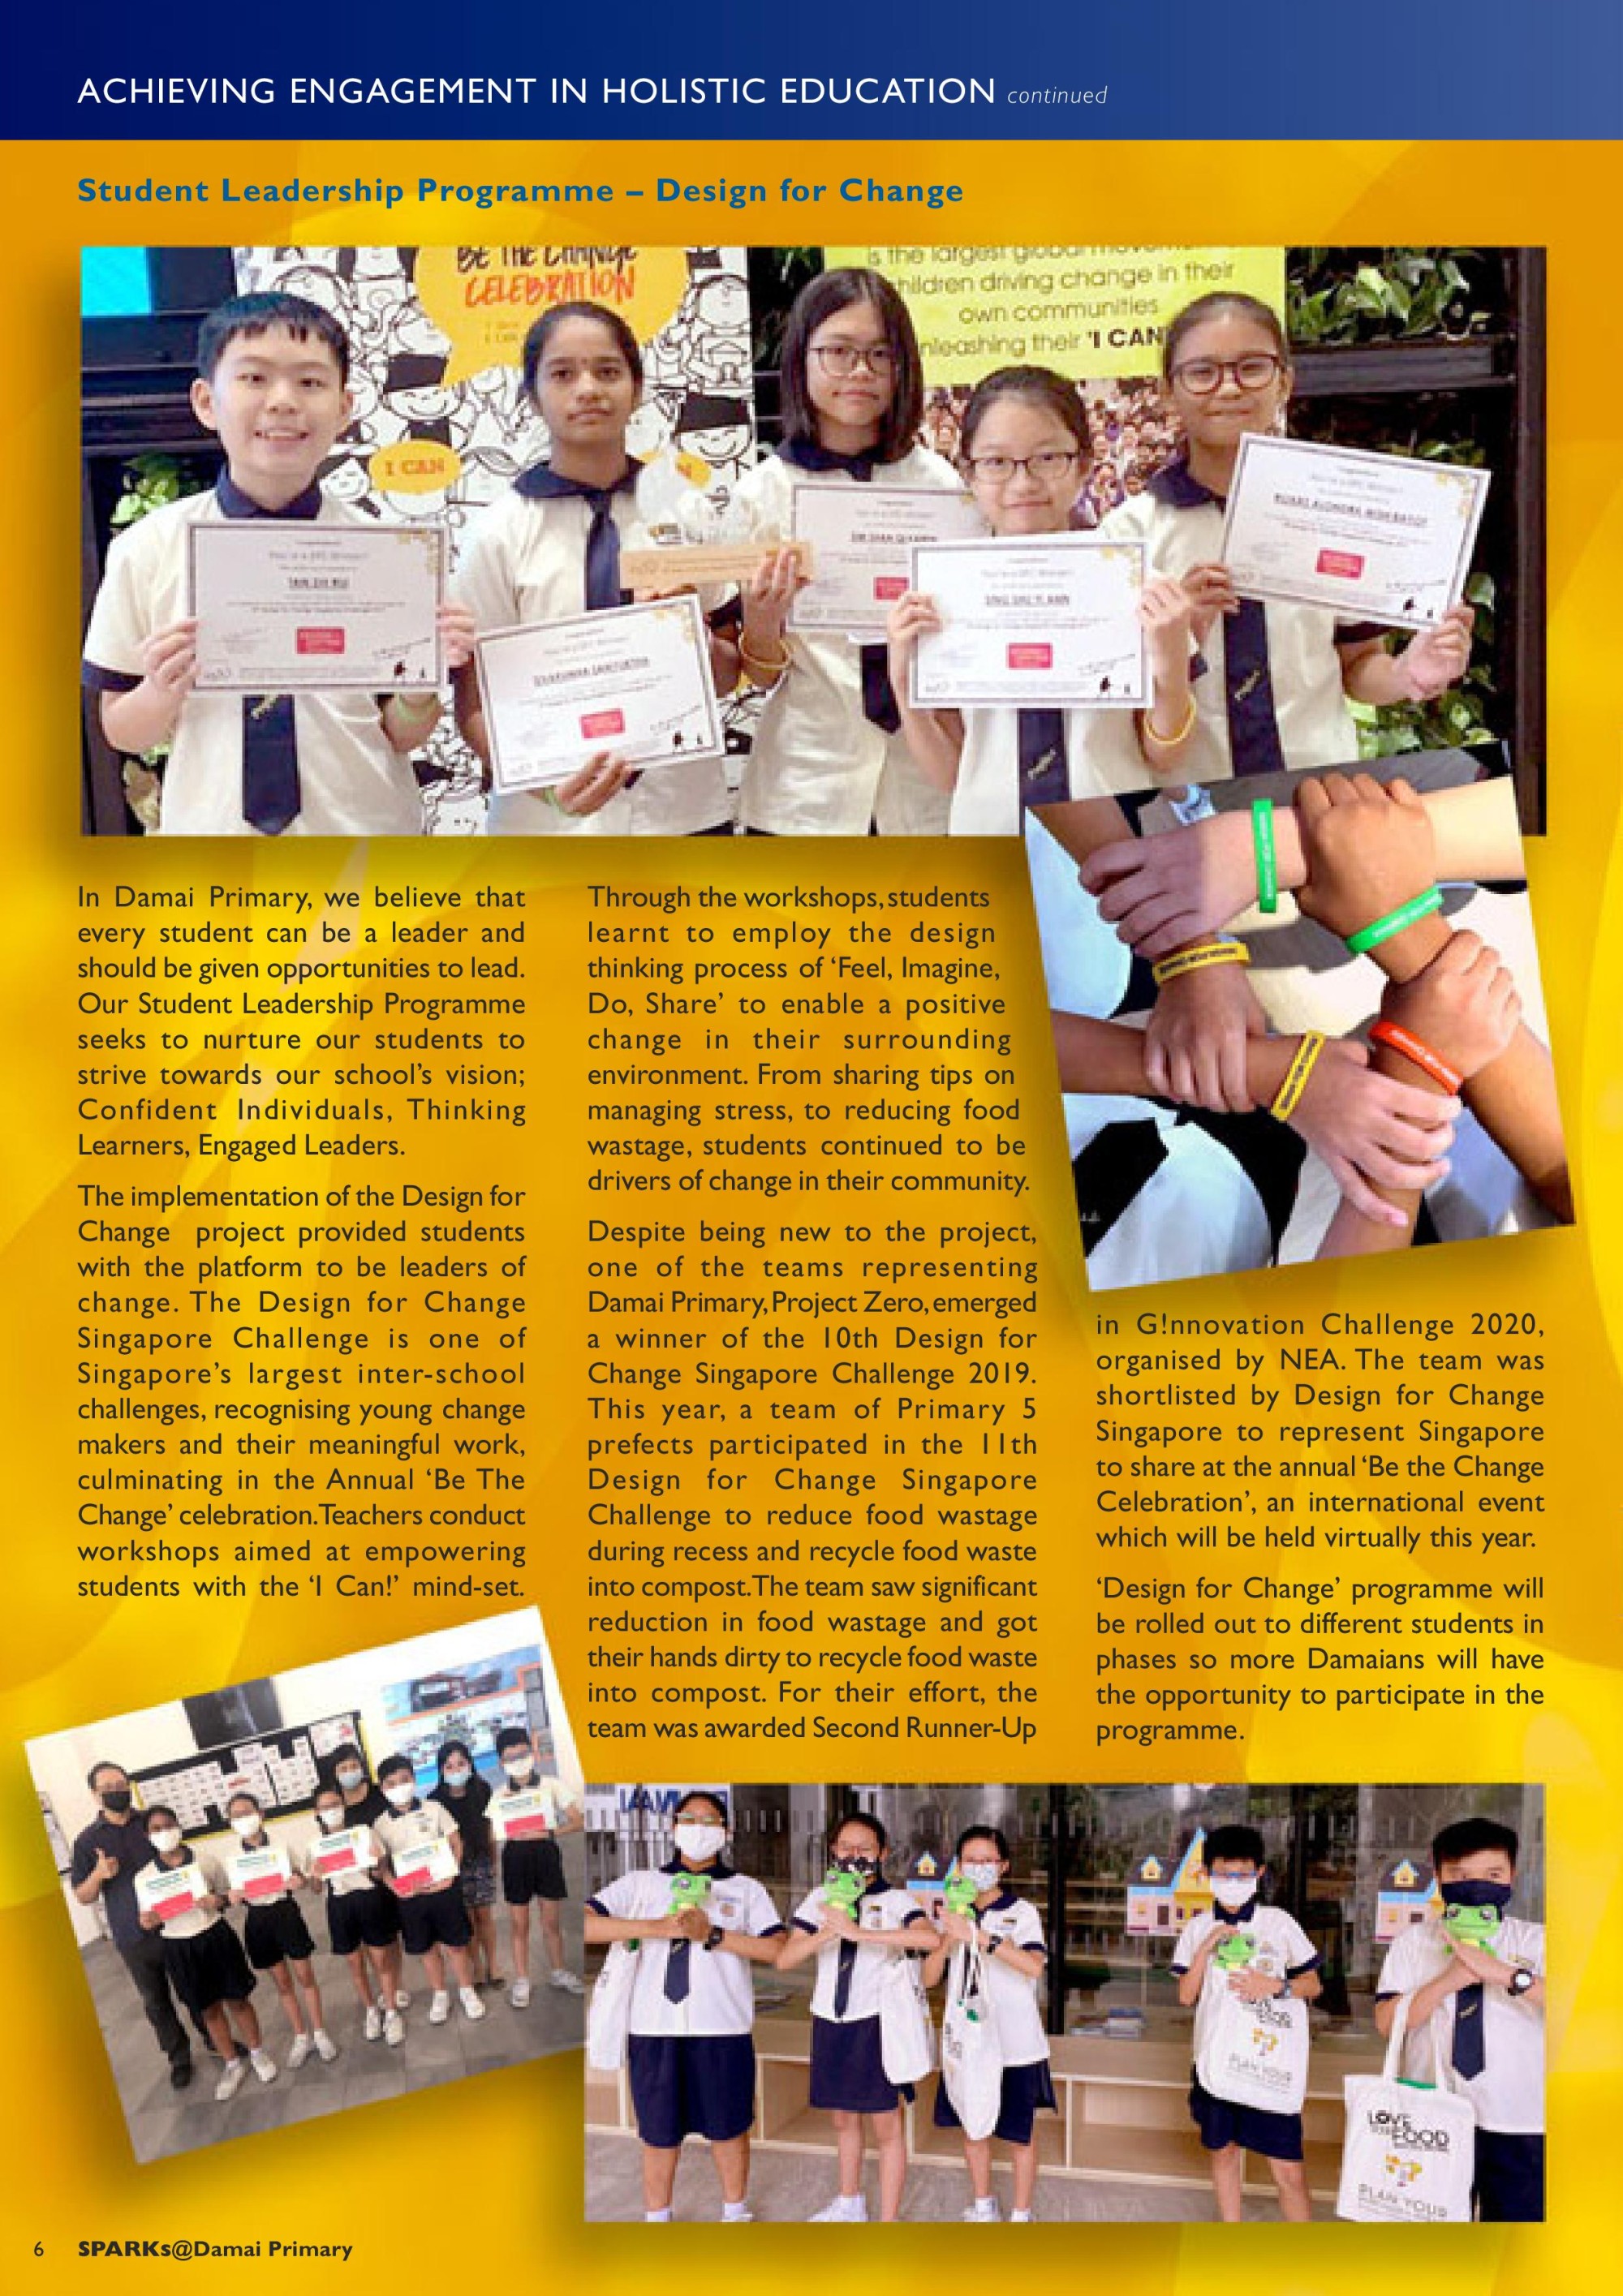 ACHIEVING ENGAGEMENT IN HOLISTIC EDUCATION continued
Student Leadership Programme – Design for Change
BE THE CHANGE
CELEBRATION
I CAN
is the largest global
children driving change in their
own communities
unleashing their 'I CAN
In Damai Primary, we believe that
every student can be a leader and
should be given opportunities to lead.
Our Student Leadership Programme
seeks to nurture our students to
strive towards our school's vision;
Confident Individuals, Thinking
Learners, Engaged Leaders.
The implementation of the Design for
Change project provided students
with the platform to be leaders of
change. The Design for Change
Singapore Challenge is one of
Singapore's largest inter-school
challenges, recognising young change
makers and their meaningful work,
culminating in the Annual ‘Be The
Change’ celebration. Teachers conduct
workshops aimed at empowering
students with the ‘I Can!’ mind-set.
Through the workshops, students
learnt to employ the design
thinking process of ‘Feel, Imagine,
Do, Share’ to enable a positive
change in their surrounding
environment. From sharing tips on
managing stress, to reducing food
wastage, students continued to be
drivers of change in their community.
Despite being new to the project,
one of the teams representing
Damai Primary, Project Zero, emerged
a winner of the 10th Design for
Change Singapore Challenge 2019.
This year, a team of Primary 5
prefects participated in the 11th
Design for Change Singapore
Challenge to reduce food wastage
during recess and recycle food waste
into compost. The team saw significant
reduction in food wastage and got
their hands dirty to recycle food waste
into compost. For their effort, the
team was awarded Second Runner-Up
in G!nnovation Challenge 2020,
organised by NEA. The team was
shortlisted by Design for Change
Singapore to represent Singapore
to share at the annual ‘Be the Change
Celebration’, an international event
which will be held virtually this year.
‘Design for Change’ programme will
be rolled out to different students in
phases so more Damaians will have
the opportunity to participate in the
programme.
PLAN YOUR
LOVE
FOOD
PLAN YOUR
6 SPARKs@Damai Primary